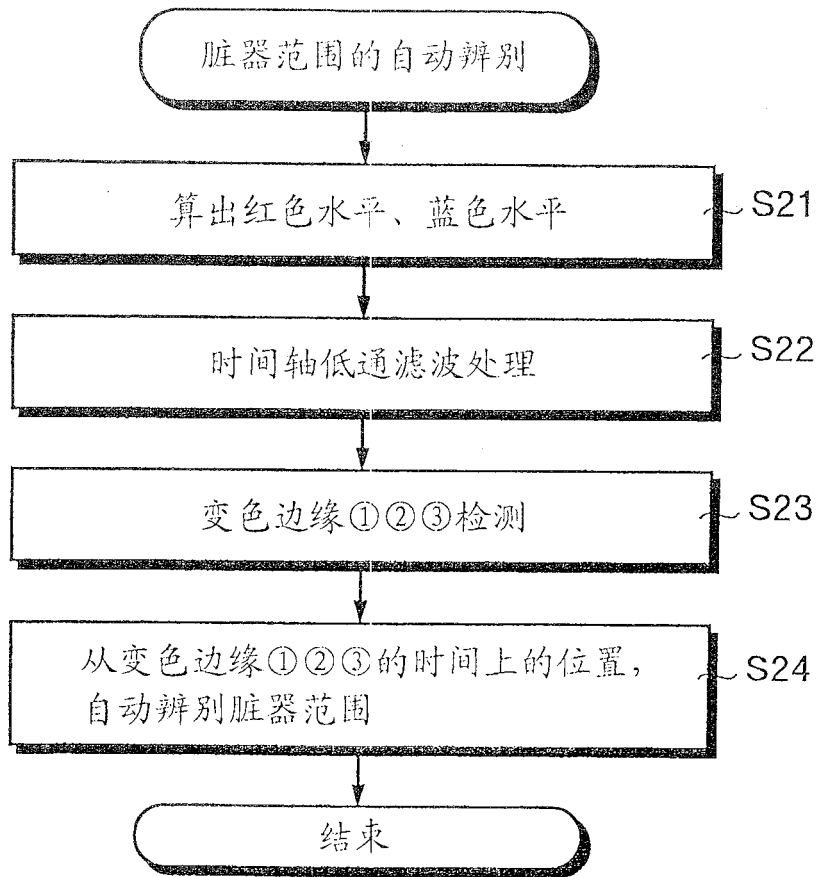 脏器范围的自动辨别
算出红色水平、蓝色水平
S21
时间轴低通滤波处理
S22
变色边缘①②③检测
S23
从变色边缘①②③的时间上的位置，
自动辨别脏器范围
S24
结束